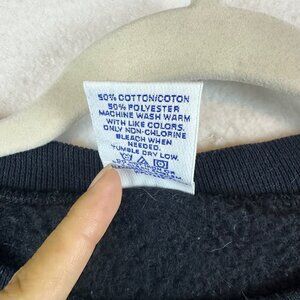 50% COTTON/COTON
50% POLYESTER
MACHINE WASH WARM
WITH LIKE COLORS.
ONLY NON-CHLORINE
BLEACH WHEN
NEEDED.
TUMBLE DRY LOW.